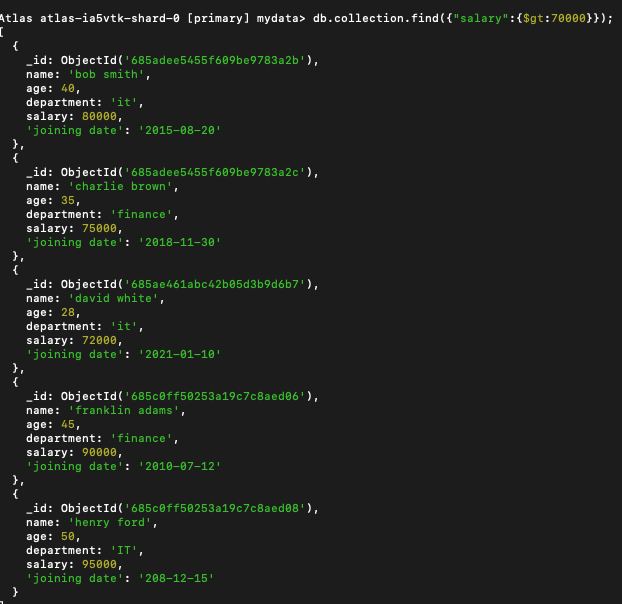 Atlas atlas-ia5vtk-shard-0 [primary] mydata> db.collection.find({"salary":{$gt:70000}});
[
  {
    _id: ObjectId('685adee5455f609be9783a2b'),
    name: 'bob smith',
    age: 40,
    department: 'it',
    salary: 80000,
    'joining date': '2015-08-20'
  },
  {
    _id: ObjectId('685adee5455f609be9783a2c'),
    name: 'charlie brown',
    age: 35,
    department: 'finance',
    salary: 75000,
    'joining date': '2018-11-30'
  },
  {
    _id: ObjectId('685ae461abc42b05d3b9d6b7'),
    name: 'david white',
    age: 28,
    department: 'it',
    salary: 72000,
    'joining date': '2021-01-10'
  },
  {
    _id: ObjectId('685c0ff50253a19c7c8aed06'),
    name: 'franklin adams',
    age: 45,
    department: 'finance',
    salary: 90000,
    'joining date': '2010-07-12'
  },
  {
    _id: ObjectId('685c0ff50253a19c7c8aed08'),
    name: 'henry ford',
    age: 50,
    department: 'IT',
    salary: 95000,
    'joining date': '208-12-15'
  }
]